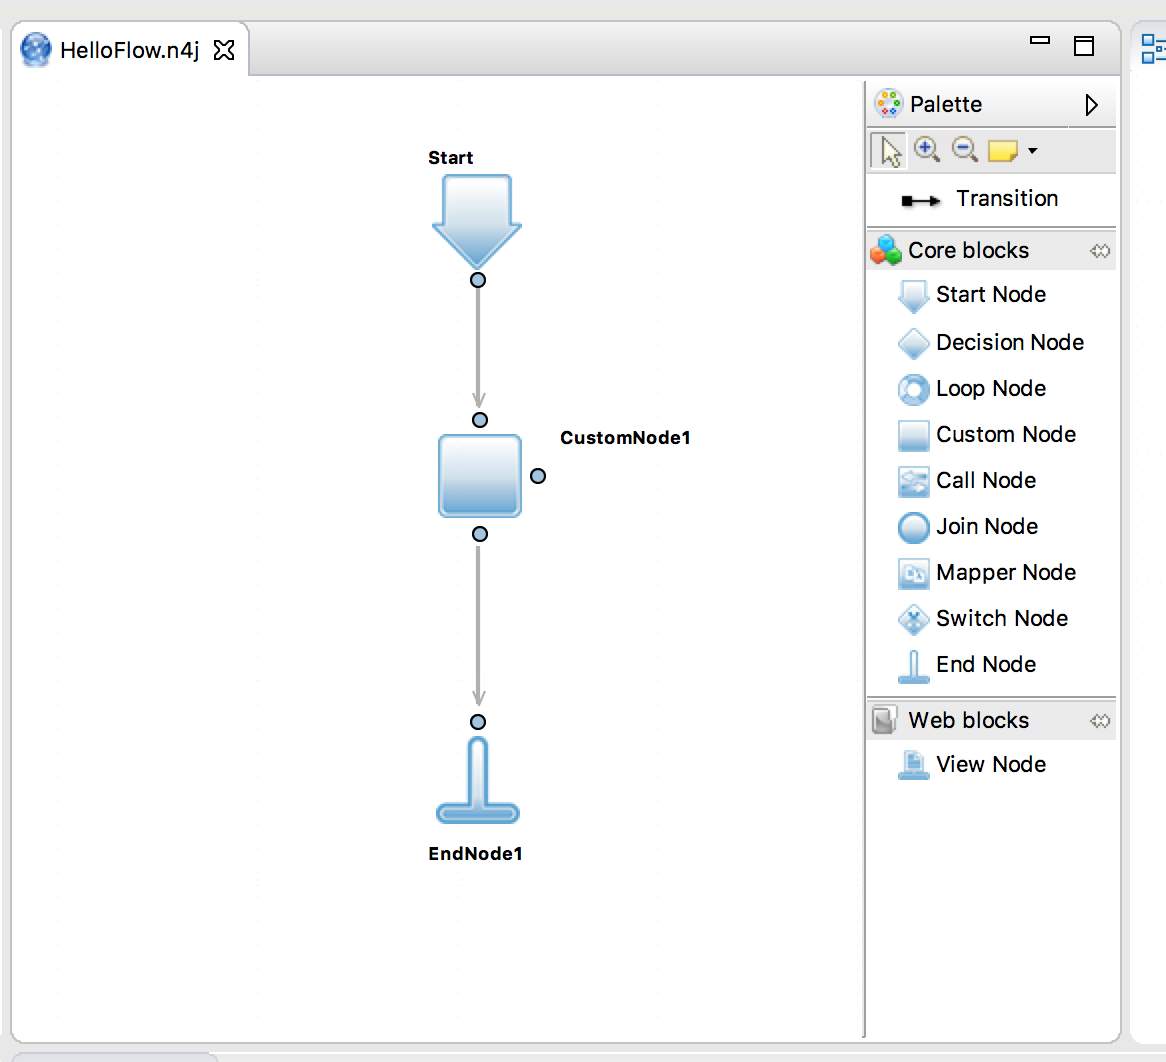 HelloFlow.n4j
Palette
Transition
Core blocks
Start Node
Decision Node
Loop Node
Custom Node
Call Node
Join Node
Mapper Node
Switch Node
End Node
Web blocks
View Node
Start
CustomNode1
EndNode1